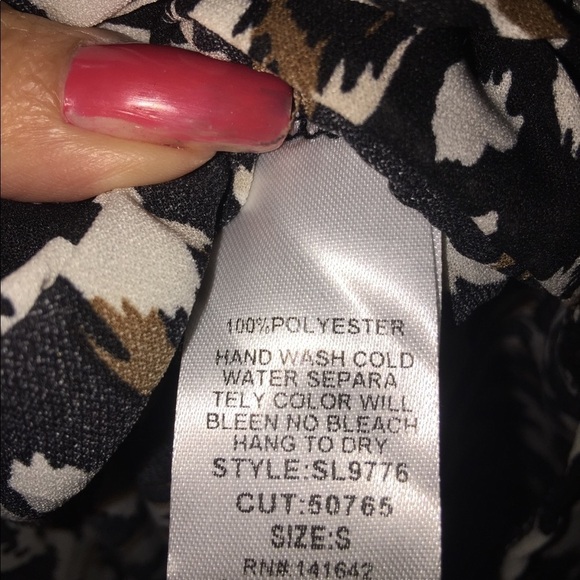 100%POLYESTER
HAND WASH COLD
WATER SEPARA
TELY COLOR WILL
BLEEN NO BLEACH
HANG TO DRY
STYLE:SL9776
CUT:50765
SIZE:S
RN#:141642